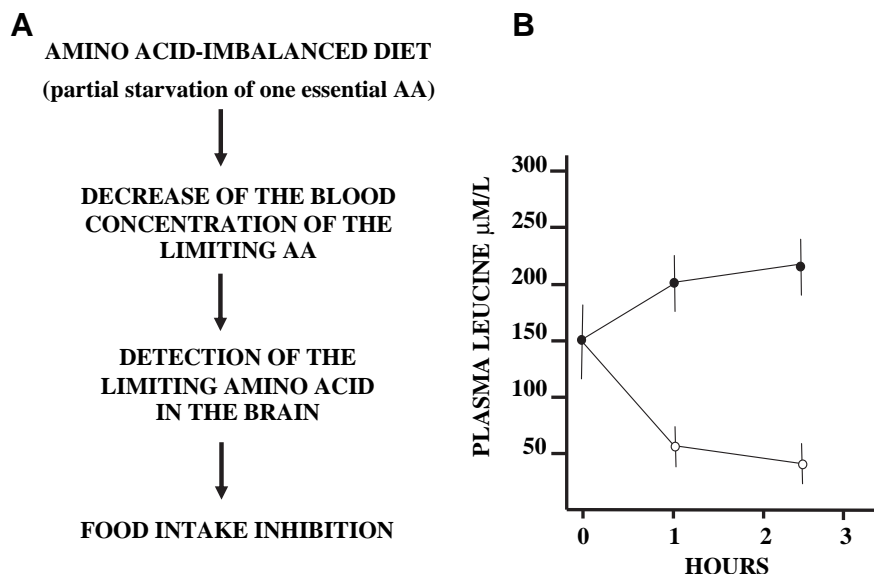 A
AMINO ACID-IMBALANCED DIET
(partial starvation of one essential AA)
DECREASE OF THE BLOOD
CONCENTRATION OF THE
LIMITING AA
DETECTION OF THE
LIMITING AMINO ACID
IN THE BRAIN
FOOD INTAKE INHIBITION
B
PLASMA LEUCINE μM/L
300
250
200
150
100
50
0 1 2 3
HOURS